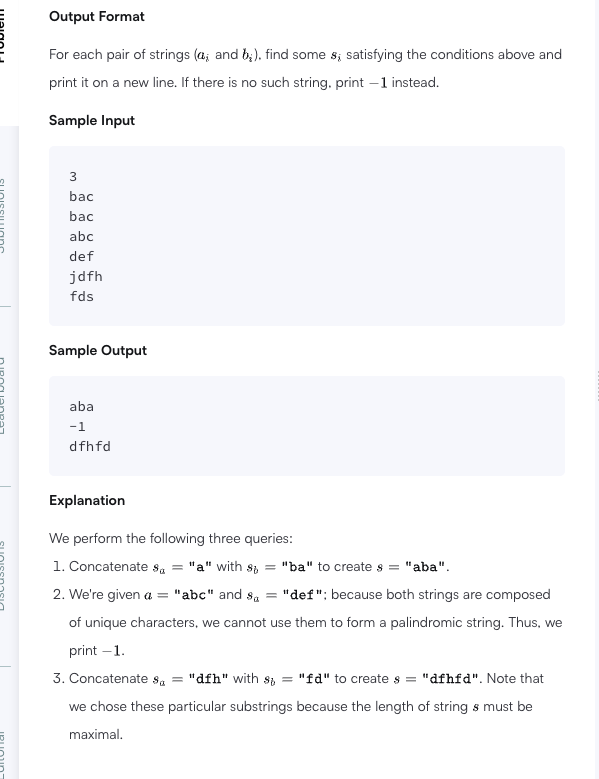 Problem
Submissions
Leaderboard
Discussions
Editorial
Output Format
For each pair of strings (aᵢ and bᵢ), find some sᵢ satisfying the conditions above and
print it on a new line. If there is no such string, print −1 instead.
Sample Input
3
bac
bac
abc
def
jdfh
fds
Sample Output
aba
-1
dfhfd
Explanation
We perform the following three queries:
1. Concatenate sₐ = "a" with s_b = "ba" to create s = "aba".
2. We're given a = "abc" and sₐ = "def"; because both strings are composed
of unique characters, we cannot use them to form a palindromic string. Thus, we
print −1.
3. Concatenate sₐ = "dfh" with s_b = "fd" to create s = "dfhfd". Note that
we chose these particular substrings because the length of string s must be
maximal.